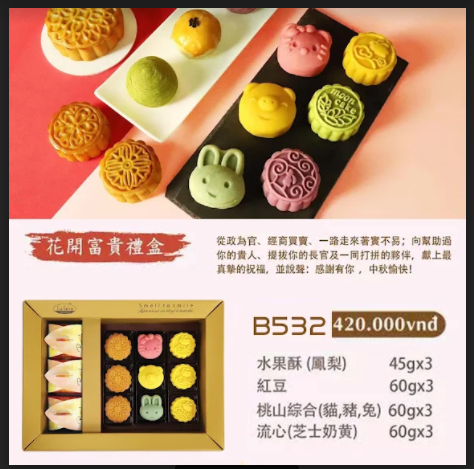 moon
cake
花開富貴禮盒
從政為官、經商買賣、一路走來著實不易；向幫助過
你的貴人、提拔你的長官及一同打拼的夥伴，獻上最
真摯的祝福，並說聲：感謝有你，中秋愉快！
B532 420.000vnđ
水果酥 (鳳梨) 45gx3
紅豆 60gx3
桃山綜合(貓,豬,兔) 60gx3
流心(芝士奶黄) 60gx3